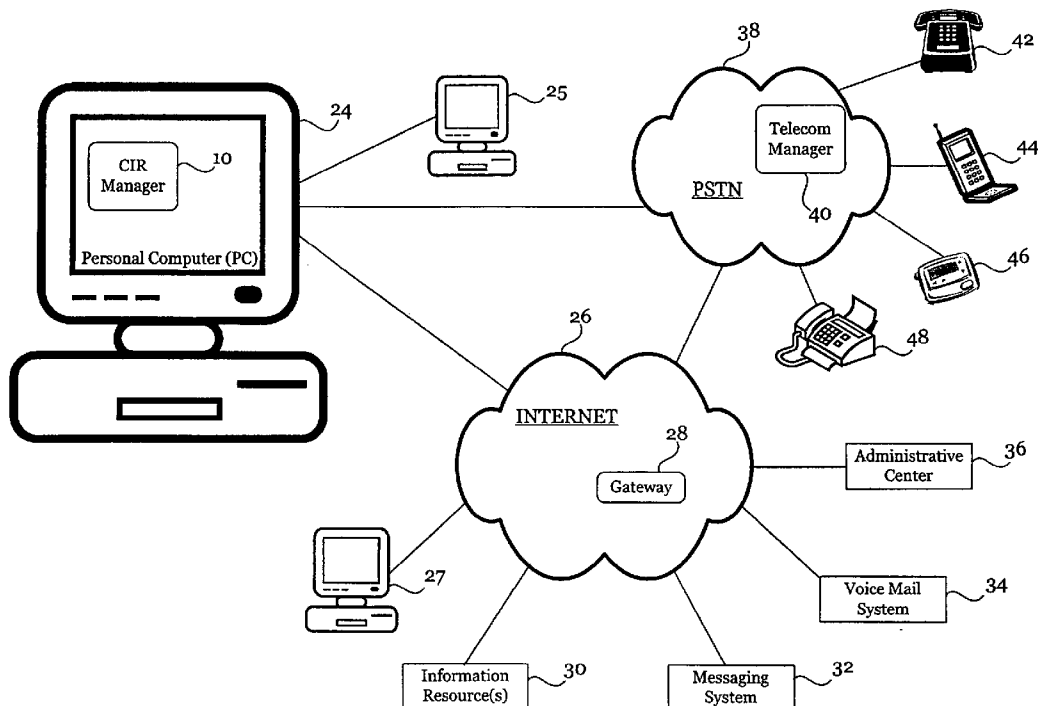 38
42
24
25
CIR
Manager
10
Telecom
Manager
44
PSTN
40
Personal Computer (PC)
46
26
48
INTERNET
28
Gateway
Administrative
Center
36
27
Voice Mail
System
34
Information
Resource(s)
30
Messaging
System
32